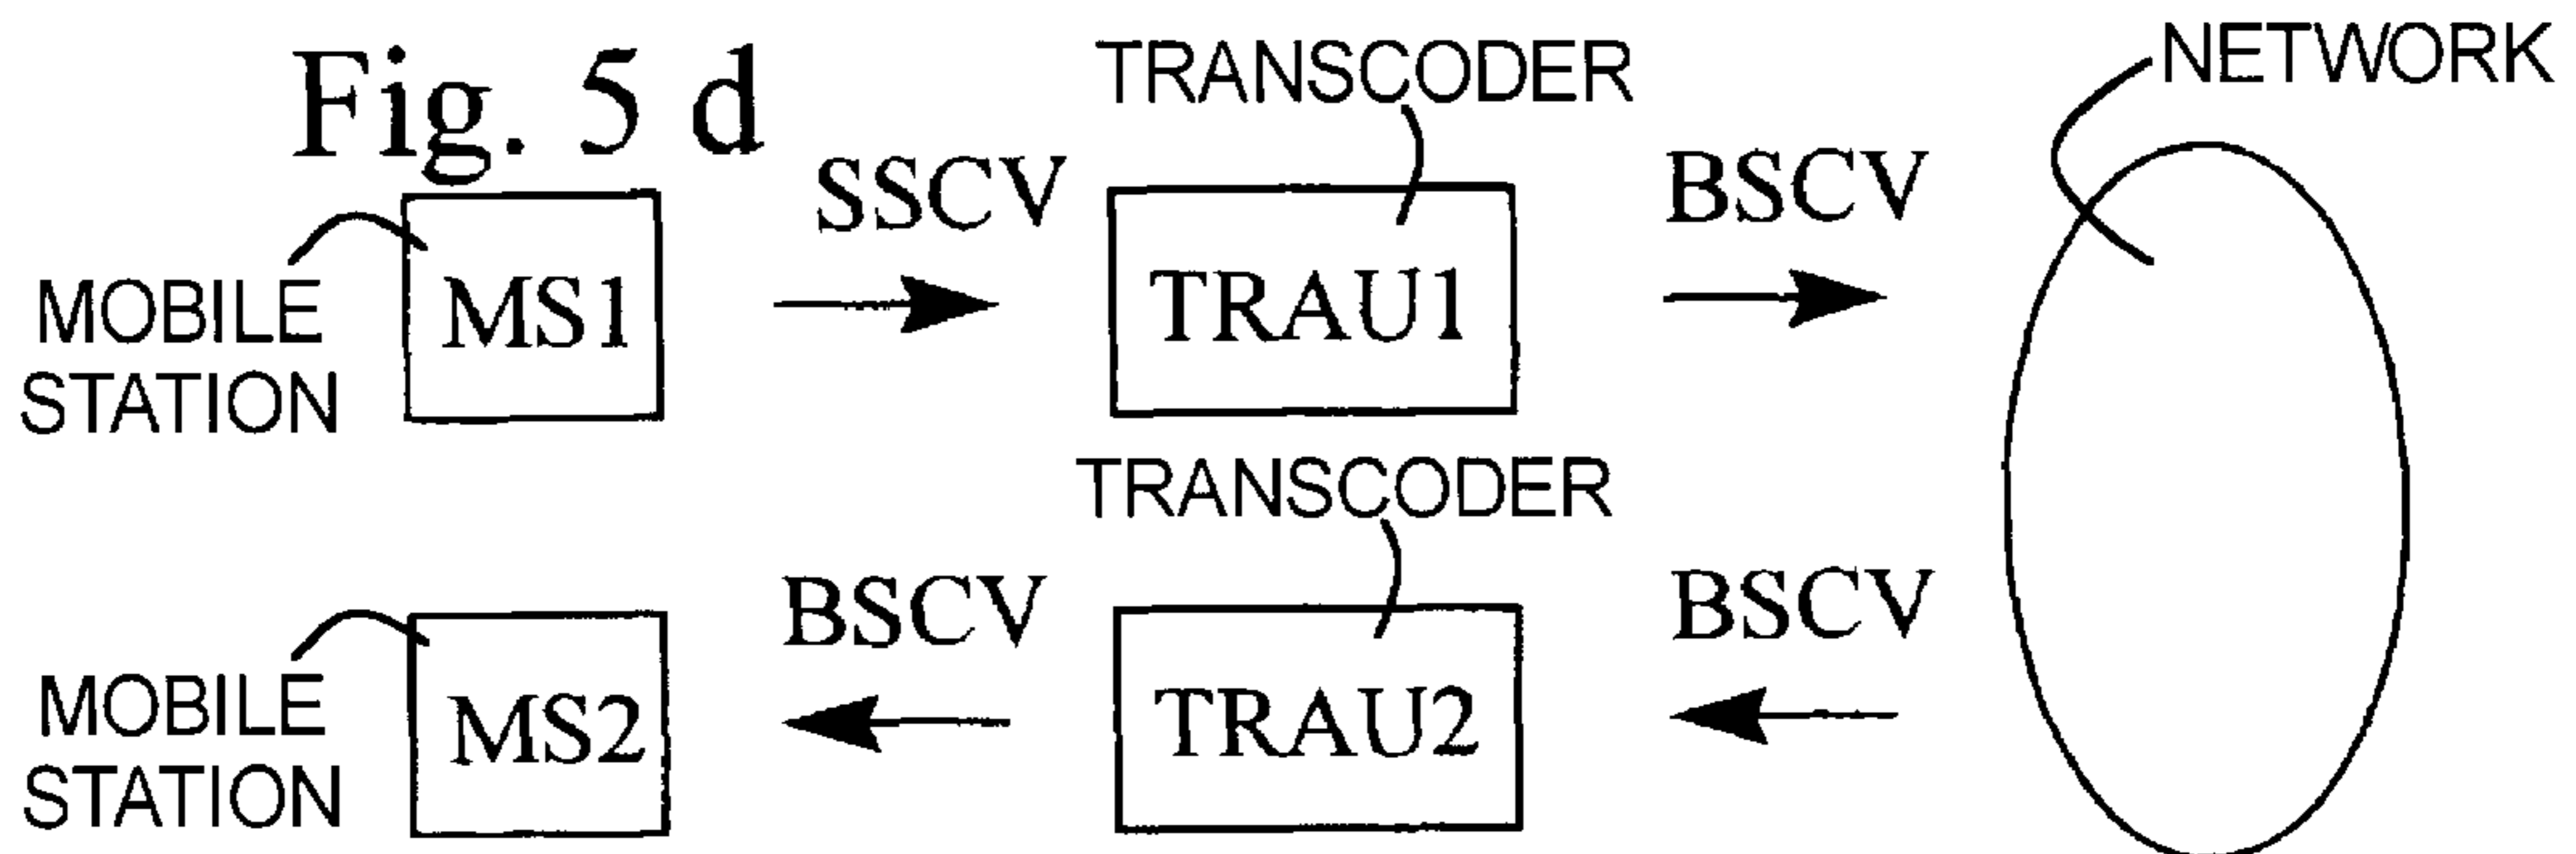 Fig. 5 d
TRANSCODER
NETWORK
SSCV
BSCV
MOBILE
STATION
MS1
TRAU1
TRANSCODER
BSCV
BSCV
MOBILE
STATION
MS2
TRAU2